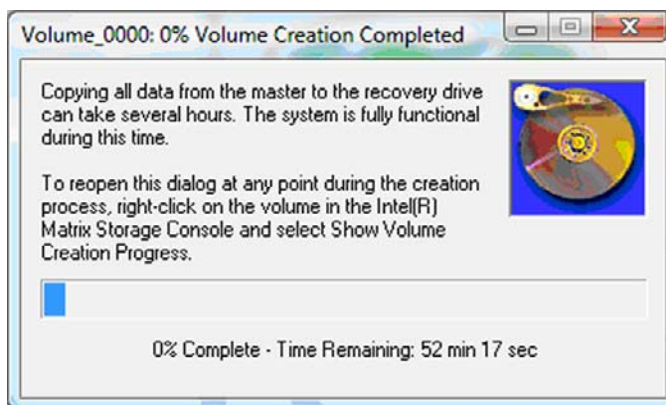 Volume_0000: 0% Volume Creation Completed
Copying all data from the master to the recovery drive
can take several hours. The system is fully functional
during this time.
To reopen this dialog at any point during the creation
process, right-click on the volume in the Intel(R)
Matrix Storage Console and select Show Volume
Creation Progress.
0% Complete - Time Remaining: 52 min 17 sec